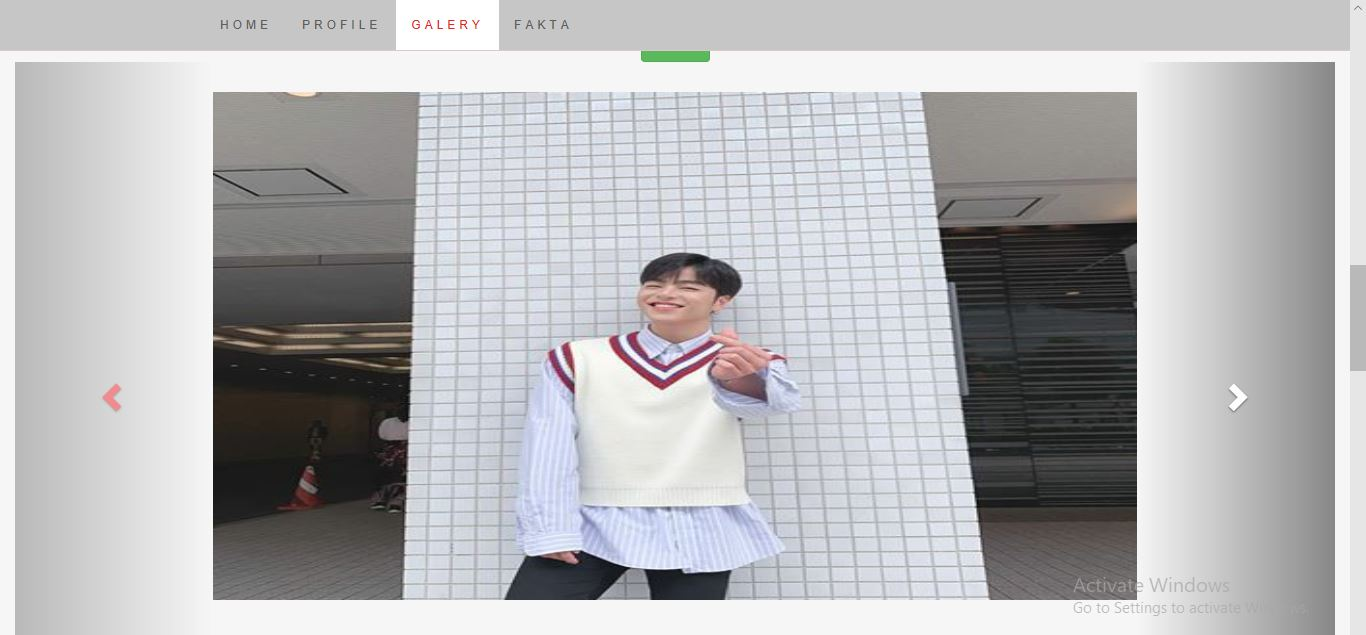 HOME PROFILE GALERY FAKTA
Activate Windows
Go to Settings to activate Windows.